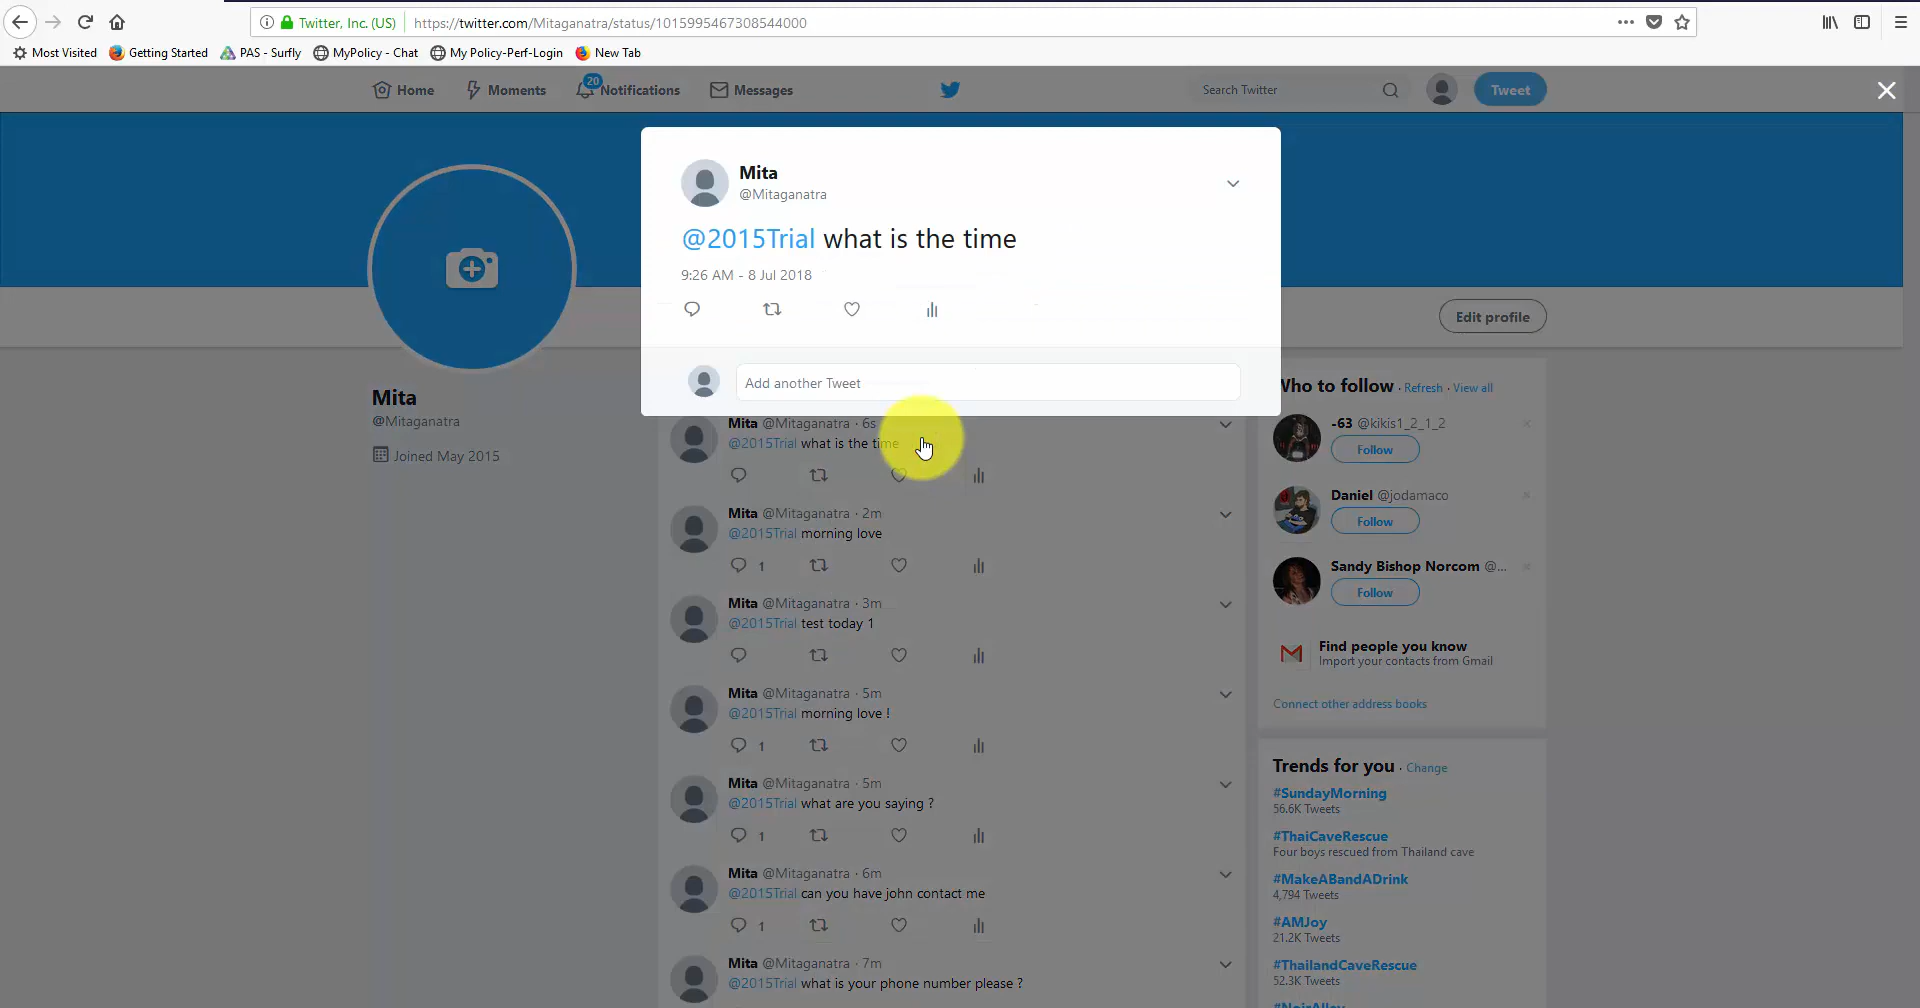 Twitter, Inc. (US)
https://twitter.com/Mitaganatra/status/1015995467308544000
Most Visited
Getting Started
PAS - Surfly
MyPolicy - Chat
My Policy-Perf-Login
New Tab
Home
Moments
20
Notifications
Messages
Search Twitter
Tweet
Mita
@Mitaganatra
@2015Trial what is the time
9:26 AM - 8 Jul 2018
Add another Tweet
Edit profile
Mita
@Mitaganatra
Joined May 2015
Mita @Mitaganatra · 6s
@2015Trial what is the time
Mita @Mitaganatra · 2m
@2015Trial morning love
1
Mita @Mitaganatra · 3m
@2015Trial test today 1
Mita @Mitaganatra · 5m
@2015Trial morning love !
1
Mita @Mitaganatra · 5m
@2015Trial what are you saying ?
1
Mita @Mitaganatra · 6m
@2015Trial can you have john contact me
1
Mita @Mitaganatra · 7m
@2015Trial what is your phone number please ?
Who to follow · Refresh · View all
-63 @kikis1_2_1_2
Follow
Daniel @jodamaco
Follow
Sandy Bishop Norcom @...
Follow
Find people you know
Import your contacts from Gmail
Connect other address books
Trends for you · Change
#SundayMorning
56.6K Tweets
#ThaiCaveRescue
Four boys rescued from Thailand cave
#MakeABandADrink
4,794 Tweets
#AMJoy
21.2K Tweets
#ThailandCaveRescue
52.3K Tweets
#NoirAlley